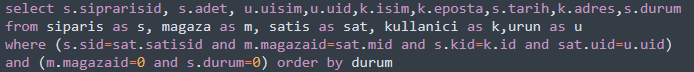 select s.siparisid, s.adet, u.uisim,u.uid,k.isim,k.eposta,s.tarih,k.adres,s.durum
from siparis as s, magaza as m, satis as sat, kullanici as k,urun as u
where (s.sid=sat.satisid and m.magazaid=sat.mid and s.kid=k.id and sat.uid=u.uid)
and (m.magazaid=0 and s.durum=0) order by durum